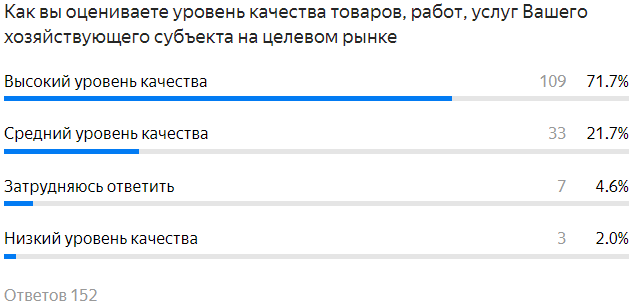 Как вы оцениваете уровень качества товаров, работ, услуг Вашего
хозяйствующего субъекта на целевом рынке
Высокий уровень качества 109 71.7%
Средний уровень качества 33 21.7%
Затрудняюсь ответить 7 4.6%
Низкий уровень качества 3 2.0%
Ответов 152